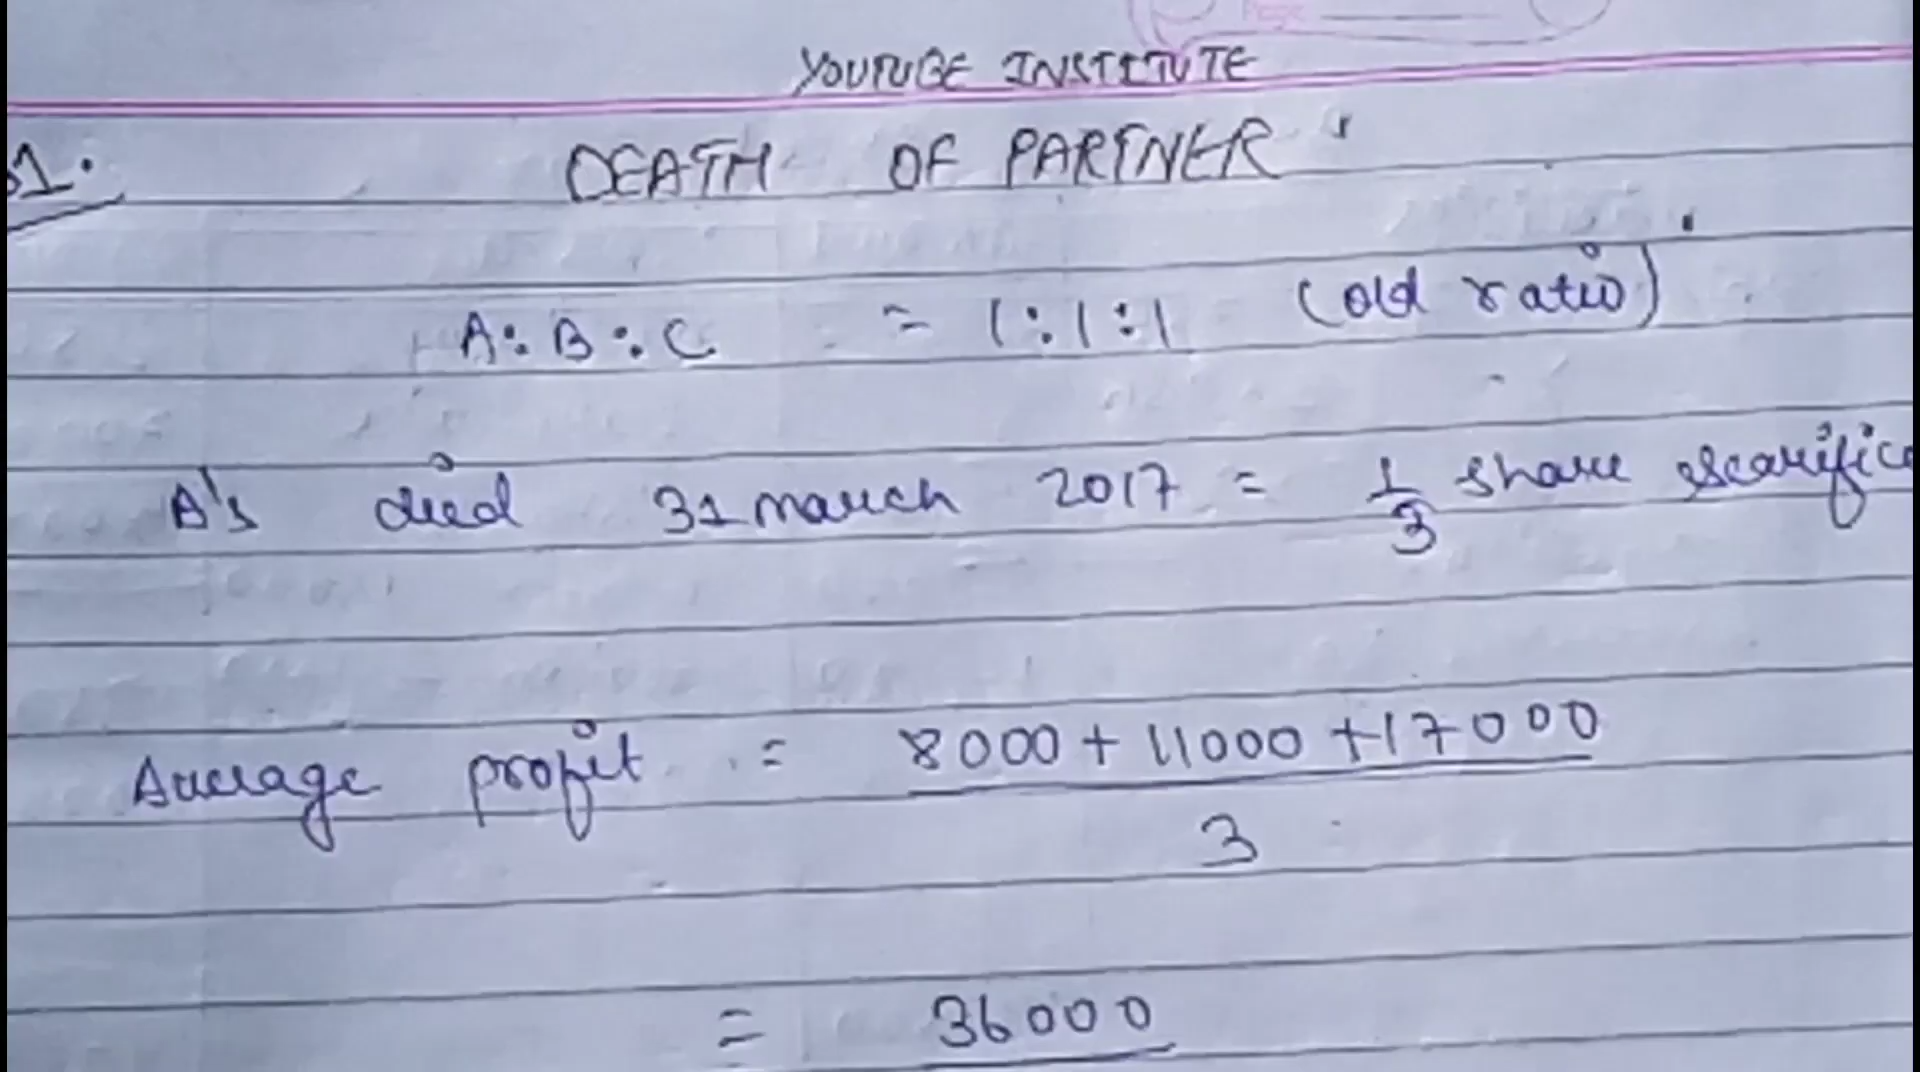 YOUTUBE INSTITUTE
1.
DEATH OF PARTNER
A:B:C = 1:1:1 (old ratio)
A's died 31 march 2017 = 1/3 share scarifice
Average profit = 8000 + 11000 + 17000
3
= 36000